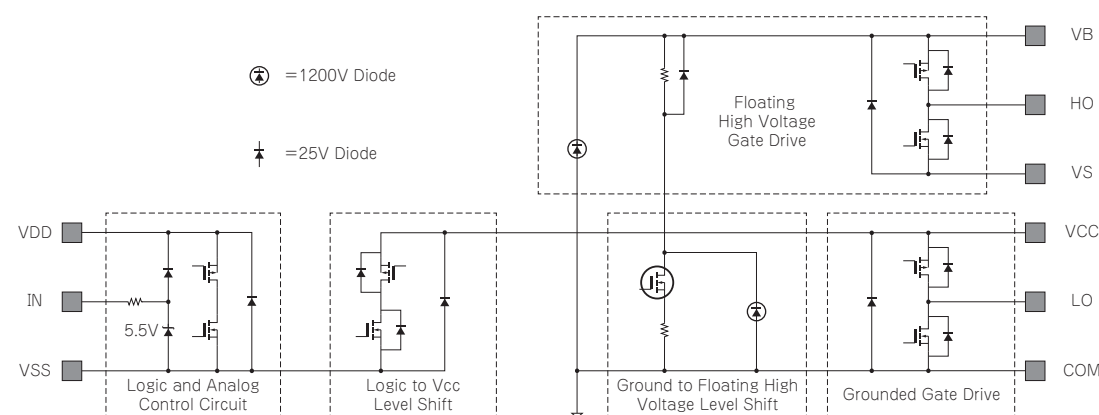 VB
=1200V Diode
Floating
High Voltage
Gate Drive
HO
=25V Diode
VS
VDD
VCC
IN
5.5V
LO
VSS
COM
Logic and Analog
Control Circuit
Logic to Vcc
Level Shift
Ground to Floating High
Voltage Level Shift
Grounded Gate Drive